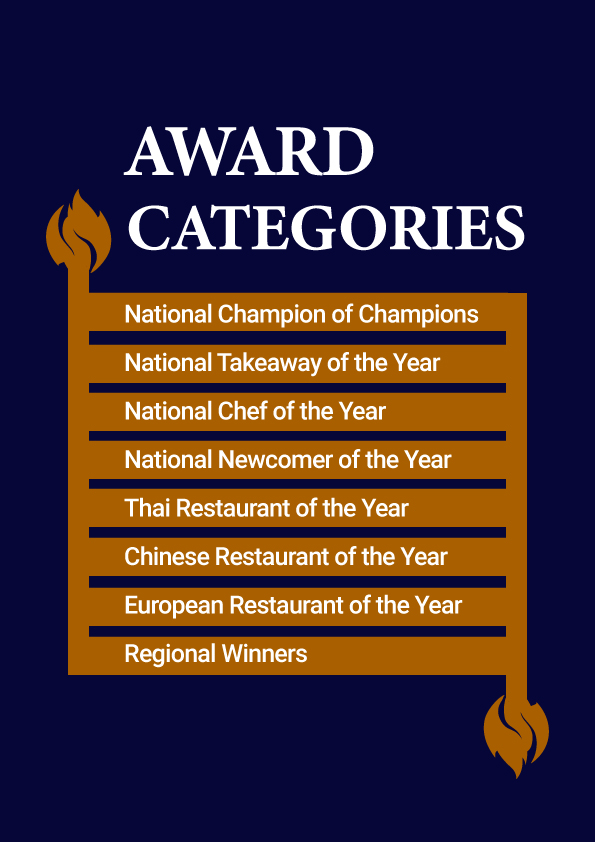 AWARD
CATEGORIES
National Champion of Champions
National Takeaway of the Year
National Chef of the Year
National Newcomer of the Year
Thai Restaurant of the Year
Chinese Restaurant of the Year
European Restaurant of the Year
Regional Winners